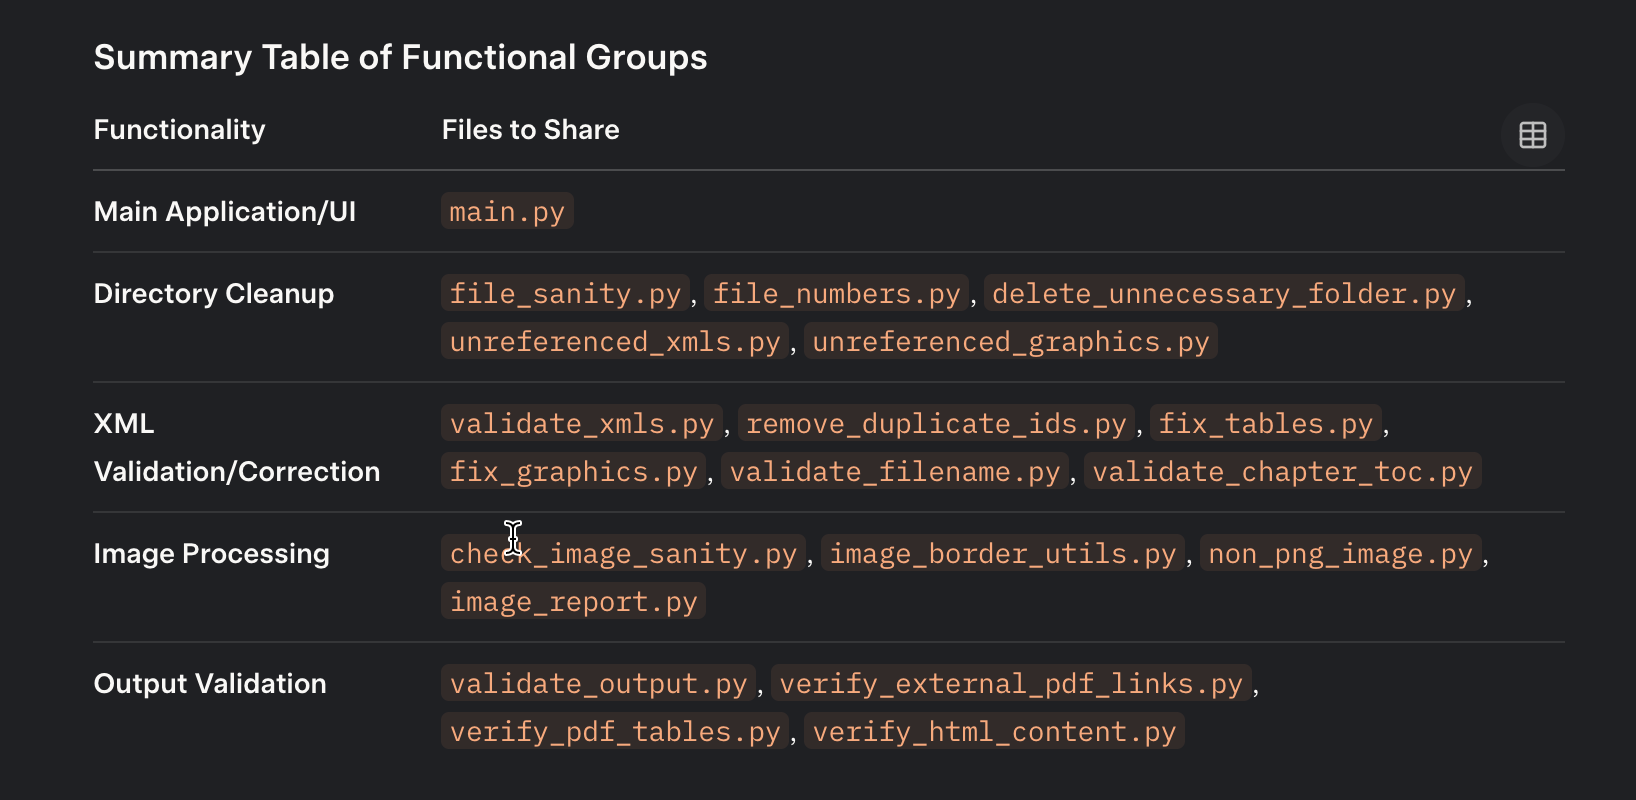 Summary Table of Functional Groups
Functionality Files to Share
Main Application/UI main.py
Directory Cleanup file_sanity.py, file_numbers.py, delete_unnecessary_folder.py,
unreferenced_xmls.py, unreferenced_graphics.py
XML validate_xmls.py, remove_duplicate_ids.py, fix_tables.py,
Validation/Correction fix_graphics.py, validate_filename.py, validate_chapter_toc.py
Image Processing check_image_sanity.py, image_border_utils.py, non_png_image.py,
image_report.py
Output Validation validate_output.py, verify_external_pdf_links.py,
verify_pdf_tables.py, verify_html_content.py